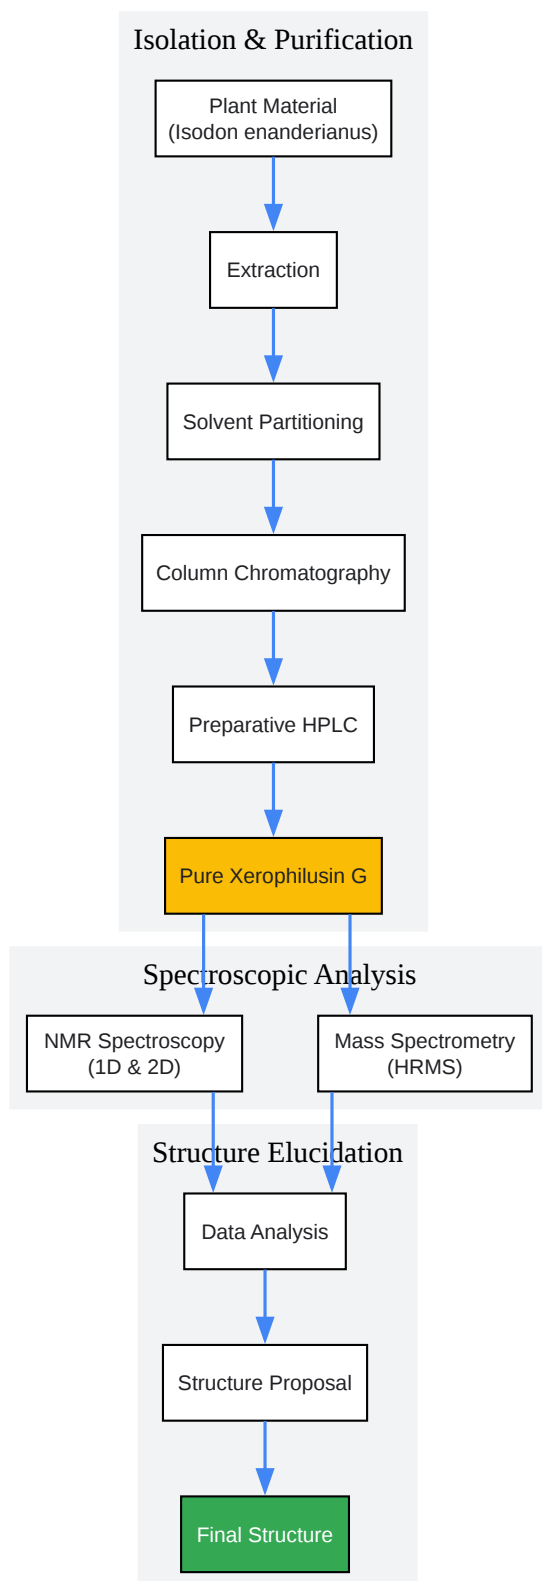 Isolation & Purification
Plant Material
(Isodon enanderianus)
Extraction
Solvent Partitioning
Column Chromatography
Preparative HPLC
Pure Xerophilusin G
Spectroscopic Analysis
NMR Spectroscopy
(1D & 2D)
Mass Spectrometry
(HRMS)
Structure Elucidation
Data Analysis
Structure Proposal
Final Structure